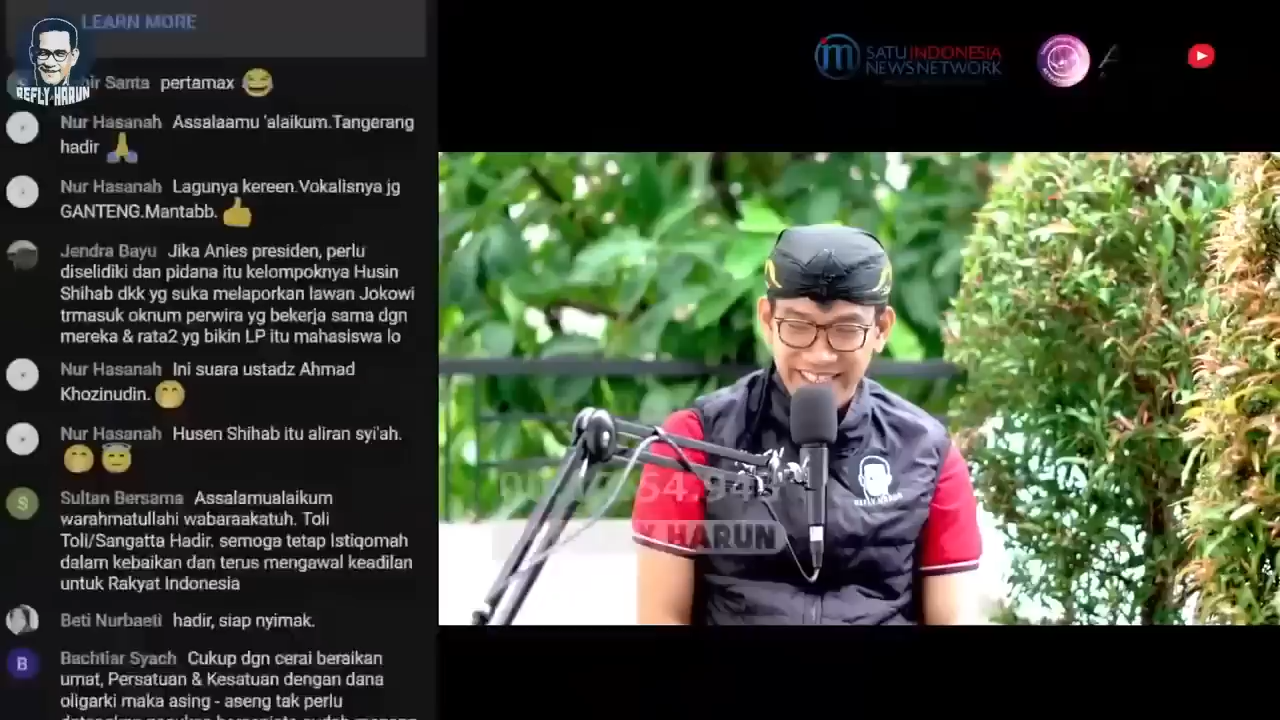 LEARN MORE
REFLY HARUN
Santa pertamax
Nur Hasanah Assalaamu 'alaikum.Tangerang
hadir
Nur Hasanah Lagunya kereen.Vokalisnya jg
GANTENG.Mantabb.
Jendra Bayu Jika Anies presiden, perlu
diselidiki dan pidana itu kelompoknya Husin
Shihab dkk yg suka melaporkan lawan Jokowi
trmasuk oknum perwira yg bekerja sama dgn
mereka & rata2 yg bikin LP itu mahasiswa lo
Nur Hasanah Ini suara ustadz Ahmad
Khozinudin.
Nur Hasanah Husen Shihab itu aliran syi'ah.
S
Sultan Bersama Assalamualaikum
warahmatullahi wabaraakatuh. Toli
Toli/Sangatta Hadir. semoga tetap Istiqomah
dalam kebaikan dan terus mengawal keadilan
untuk Rakyat Indonesia
Beti Nurbaeti hadir, siap nyimak.
B
Bachtiar Syach Cukup dgn cerai beraikan
umat, Persatuan & Kesatuan dengan dana
oligarki maka asing - aseng tak perlu
SATU INDONESIA
NEWS NETWORK
REFLY HARUN
HARUN